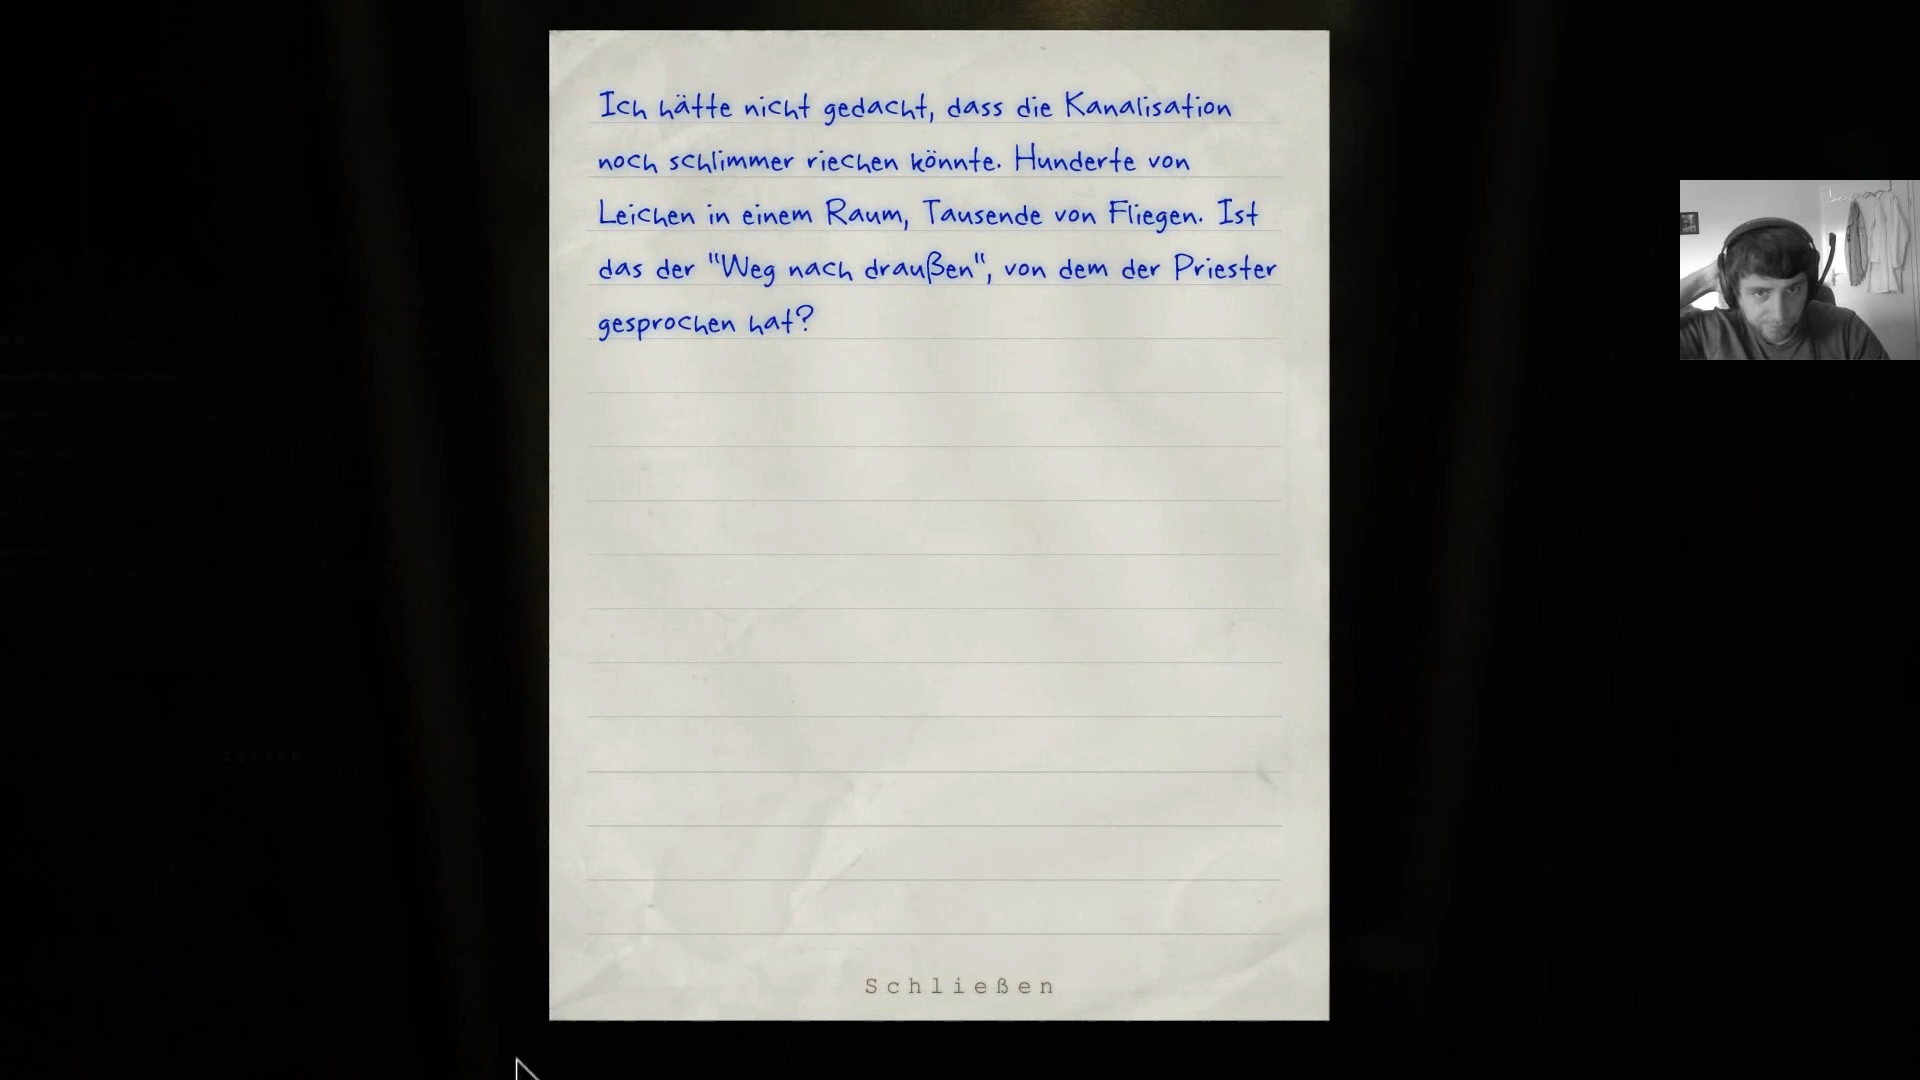 Ich hätte nicht gedacht, dass die Kanalisation
noch schlimmer riechen könnte. Hunderte von
Leichen in einem Raum, Tausende von Fliegen. Ist
das der "Weg nach draußen", von dem der Priester
gesprochen hat?
Schließen